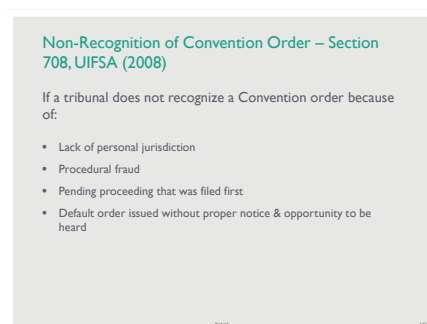 Non-Recognition of Convention Order – Section
708, UIFSA (2008)
If a tribunal does not recognize a Convention order because
of:
• Lack of personal jurisdiction
• Procedural fraud
• Pending proceeding that was filed first
• Default order issued without proper notice & opportunity to be
heard